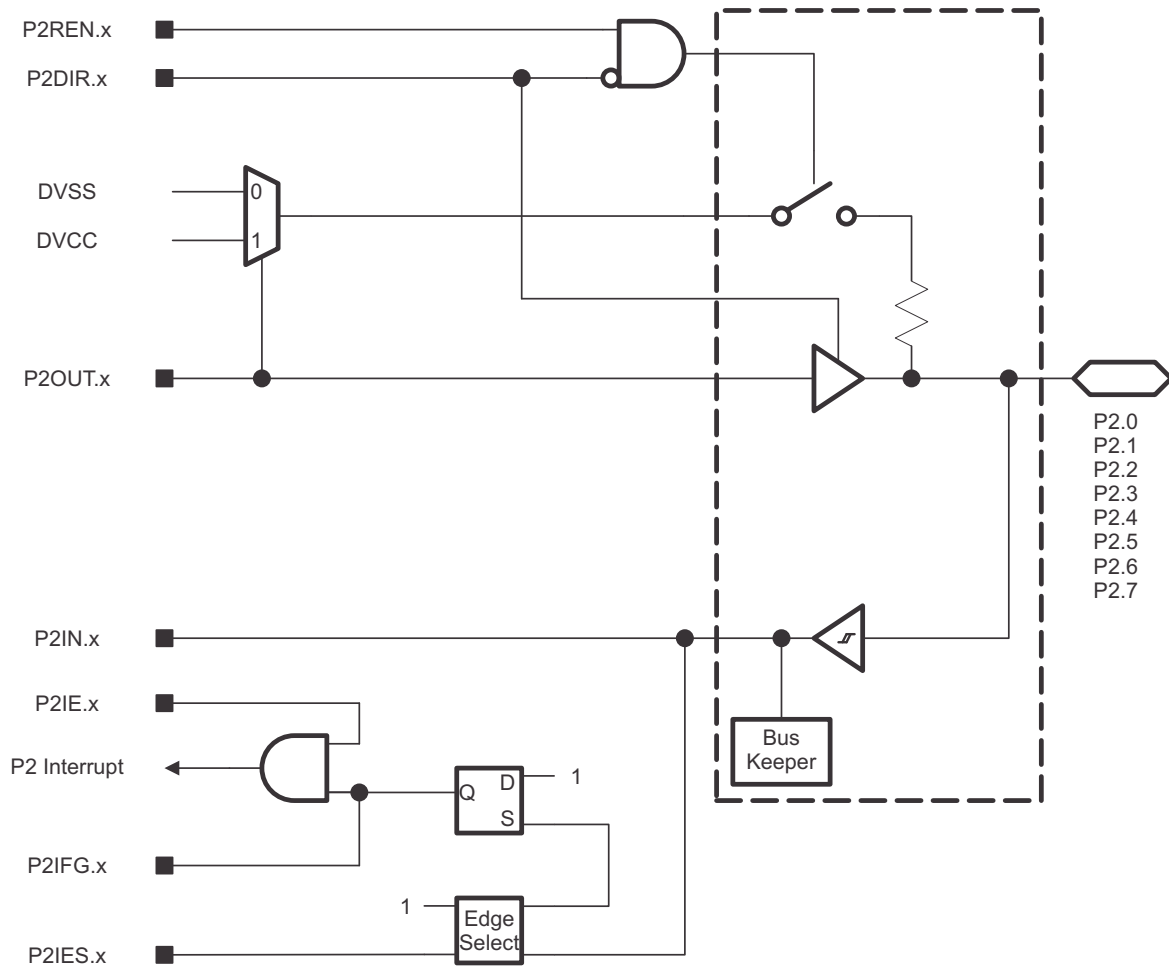 P2REN.x
P2DIR.x
DVSS
0
DVCC
1
P2OUT.x
P2.0
P2.1
P2.2
P2.3
P2.4
P2.5
P2.6
P2.7
P2IN.x
P2IE.x
Bus
Keeper
P2 Interrupt
D
1
Q
S
P2IFG.x
1
Edge
Select
P2IES.x